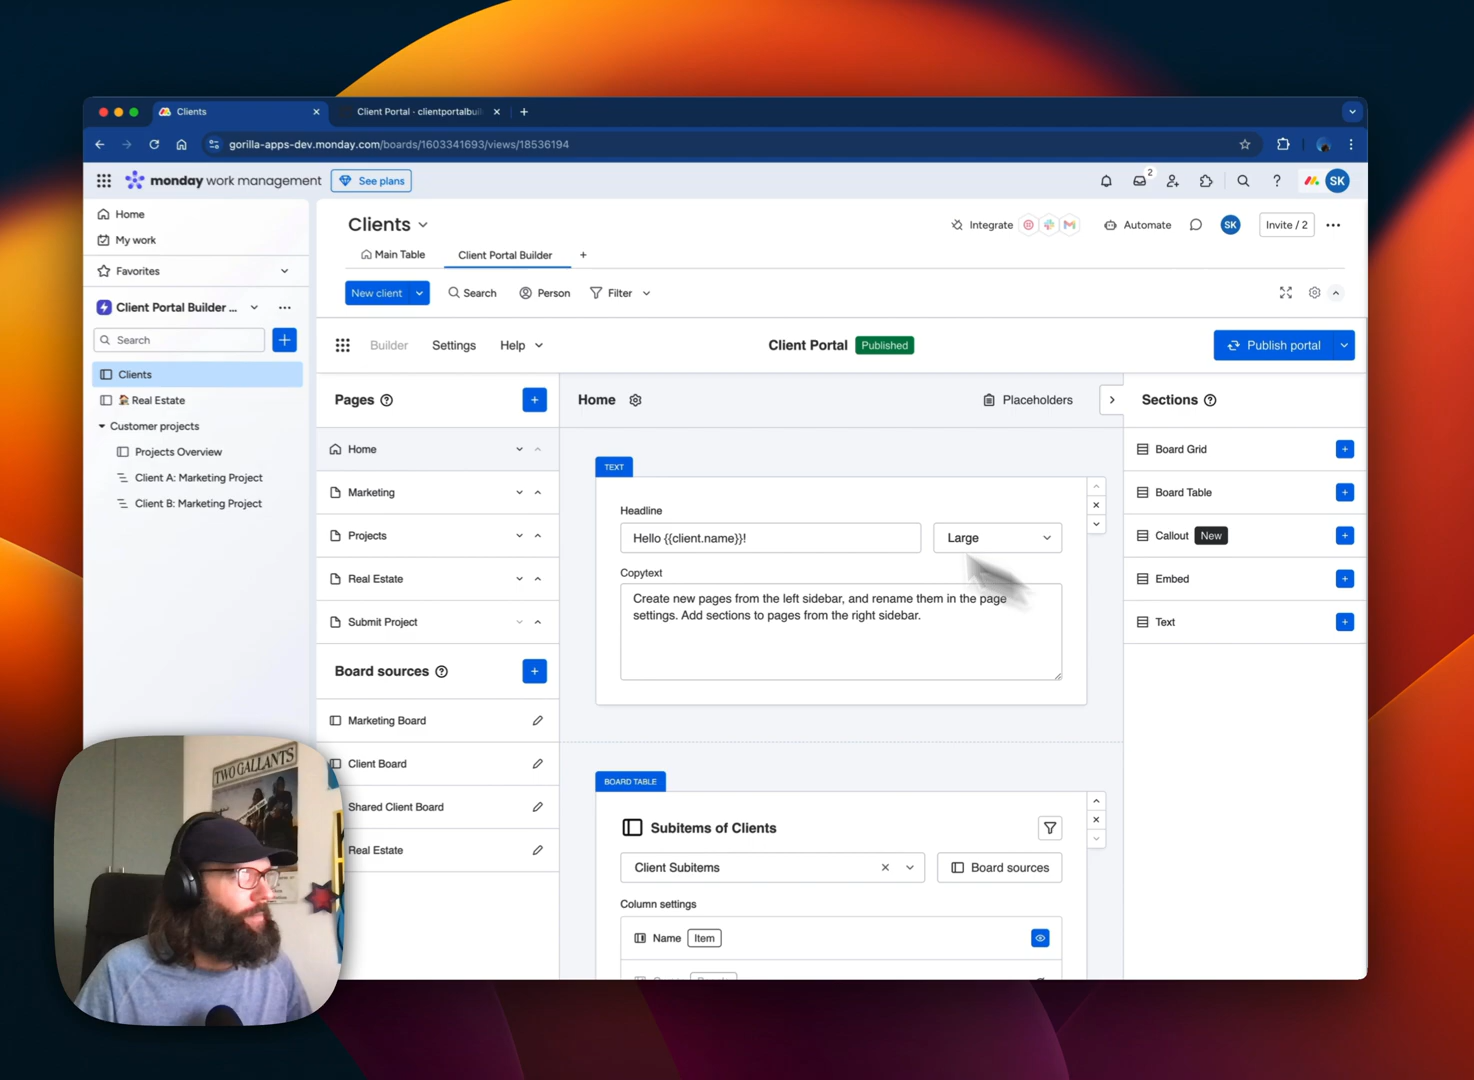 Clients
Client Portal · clientportalbuil
gorilla-apps-dev.monday.com/boards/1603341693/views/18536194
monday work management
See plans
2
SK
Home
My work
Favorites
Client Portal Builder ...
Search
Clients
Real Estate
Customer projects
Projects Overview
Client A: Marketing Project
Client B: Marketing Project
Clients
Integrate
Automate
SK
Invite / 2
Main Table
Client Portal Builder
New client
Search
Person
Filter
Builder
Settings
Help
Client Portal
Published
Publish portal
Pages
Home
Marketing
Projects
Real Estate
Submit Project
Board sources
Marketing Board
Client Board
Shared Client Board
Real Estate
Home
Placeholders
TEXT
Headline
Hello {{client.name}}!
Large
Copytext
Create new pages from the left sidebar, and rename them in the page
settings. Add sections to pages from the right sidebar.
BOARD TABLE
Subitems of Clients
Client Subitems
Board sources
Column settings
Name
Item
Sections
Board Grid
Board Table
Callout
New
Embed
Text
TWO GALLANTS